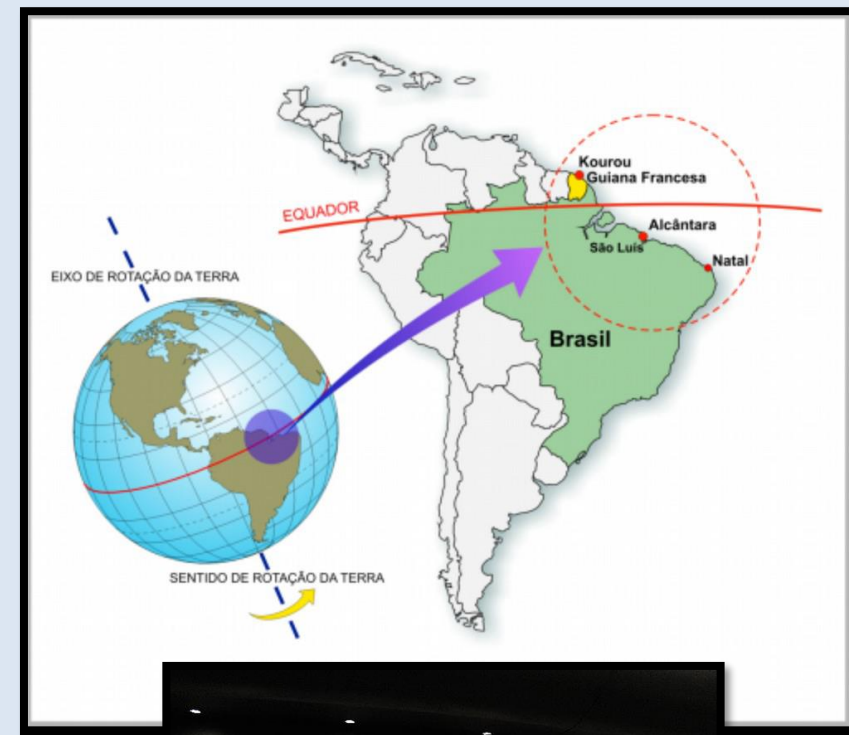 Kourou
Guiana Francesa
EQUADOR
Alcântara
São Luís
Natal
EIXO DE ROTAÇÃO DA TERRA
Brasil
SENTIDO DE ROTAÇÃO DA TERRA